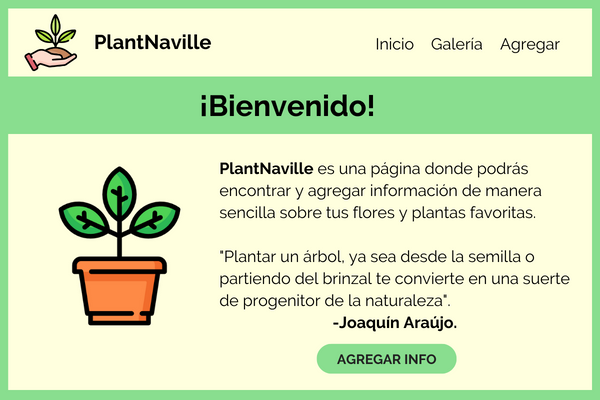 PlantNaville
Inicio Galería Agregar
¡Bienvenido!
PlantNaville es una página donde podrás
encontrar y agregar información de manera
sencilla sobre tus flores y plantas favoritas.
"Plantar un árbol, ya sea desde la semilla o
partiendo del brinzal te convierte en una suerte
de progenitor de la naturaleza".
-Joaquín Araújo.
AGREGAR INFO